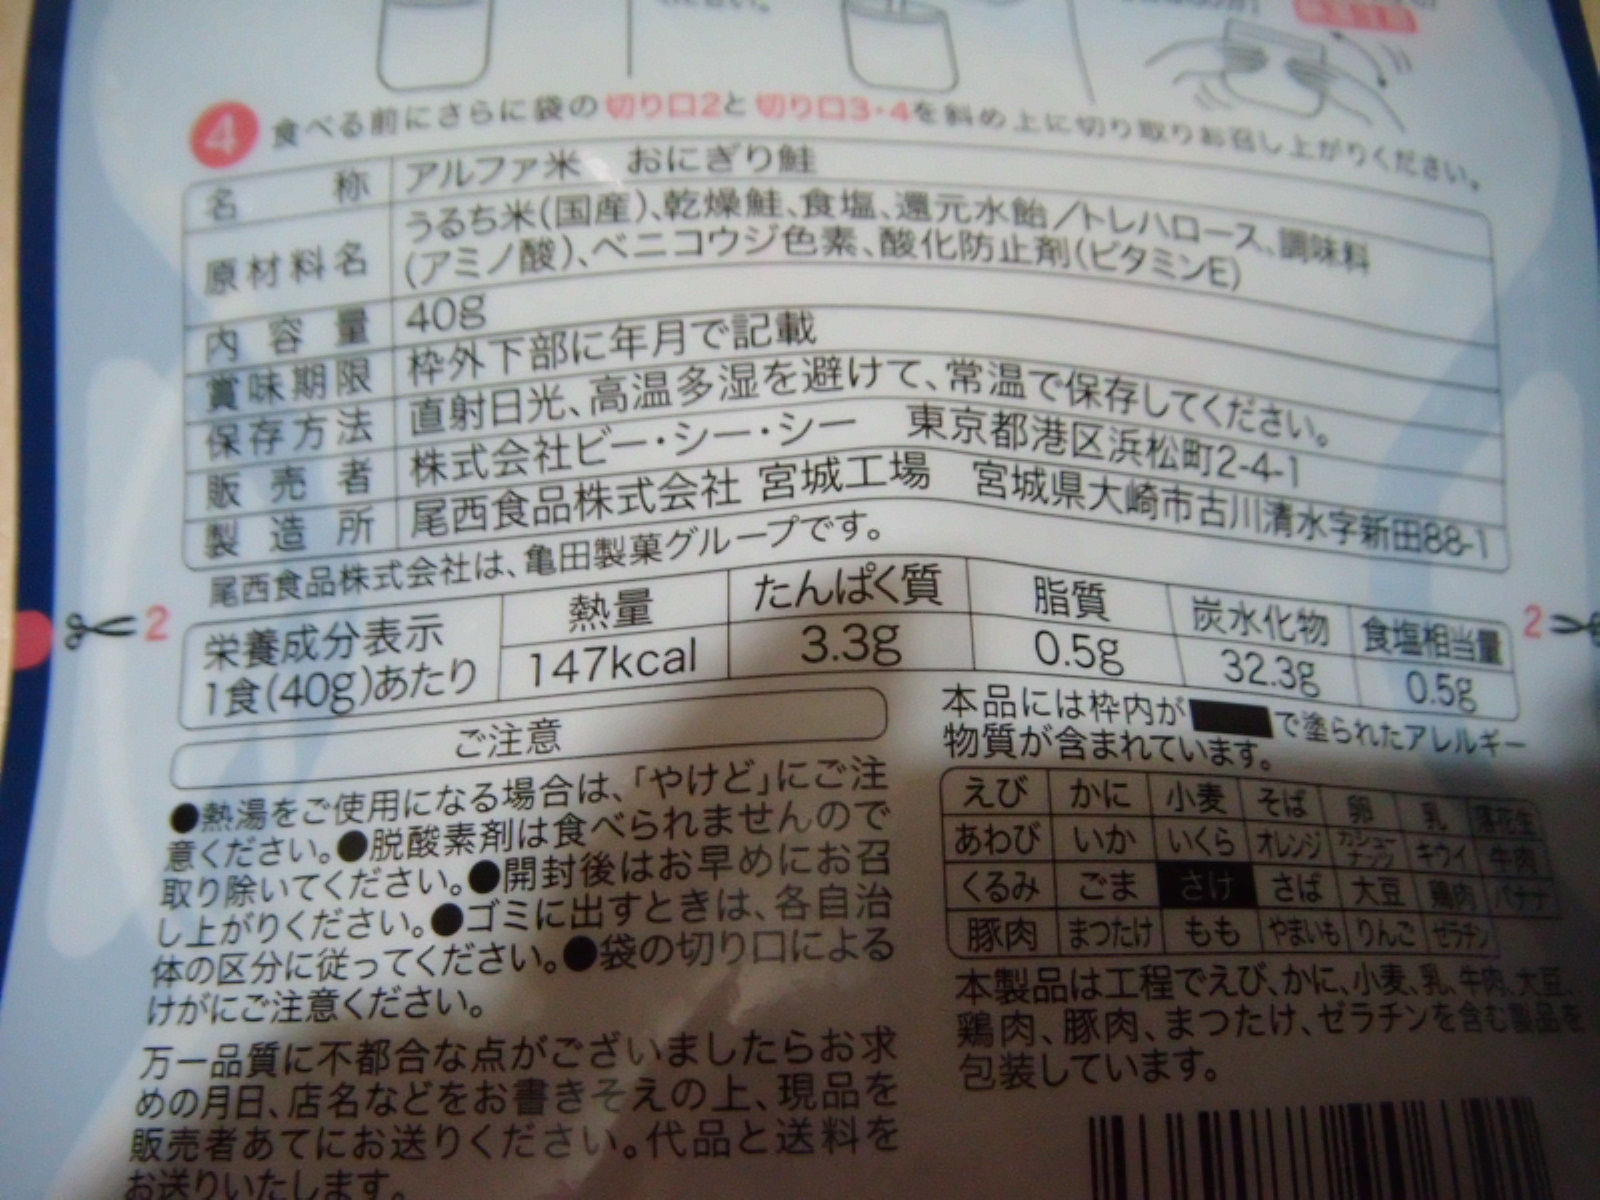 ください。
4 食べる前にさらに袋の切り口2と切り口3・4を斜め上に切り取りお召し上がりください。
名称 アルファ米 おにぎり鮭
原材料名 うるち米(国産)、乾燥鮭、食塩、還元水飴/トレハロース、調味料
(アミノ酸)、ベニコウジ色素、酸化防止剤(ビタミンE)
内容量 40g
賞味期限 枠外下部に年月で記載
保存方法 直射日光、高温多湿を避けて、常温で保存してください。
販売者 株式会社ビー・シー・シー 東京都港区浜松町2-4-1
製造所 尾西食品株式会社 宮城工場 宮城県大崎市古川清水字新田88-1
尾西食品株式会社は、亀田製菓グループです。
2
2
栄養成分表示
1食(40g)あたり
熱量 たんぱく質 脂質 炭水化物 食塩相当量
147kcal 3.3g 0.5g 32.3g 0.5g
ご注意
●熱湯をご使用になる場合は、「やけど」にご注
意ください。●脱酸素剤は食べられませんので
取り除いてください。●開封後はお早めにお召
し上がりください。●ゴミに出すときは、各自治
体の区分に従ってください。●袋の切り口による
けがにご注意ください。
万一品質に不都合な点がございましたらお求
めの月日、店名などをお書きそえの上、現品を
販売者あてにお送りください。代品と送料を
お送りいたします。
本品には枠内が で塗られたアレルギー
物質が含まれています。
えび かに 小麦 そば 卵 乳 落花生
あわび いか いくら オレンジ カシューナッツ キウイ 牛肉
くるみ ごま さけ さば 大豆 鶏肉 バナナ
豚肉 まつたけ もも やまいも りんご ゼラチン
本製品は工程でえび、かに、小麦、乳、牛肉、大豆、
鶏肉、豚肉、まつたけ、ゼラチンを含む製品を
包装しています。